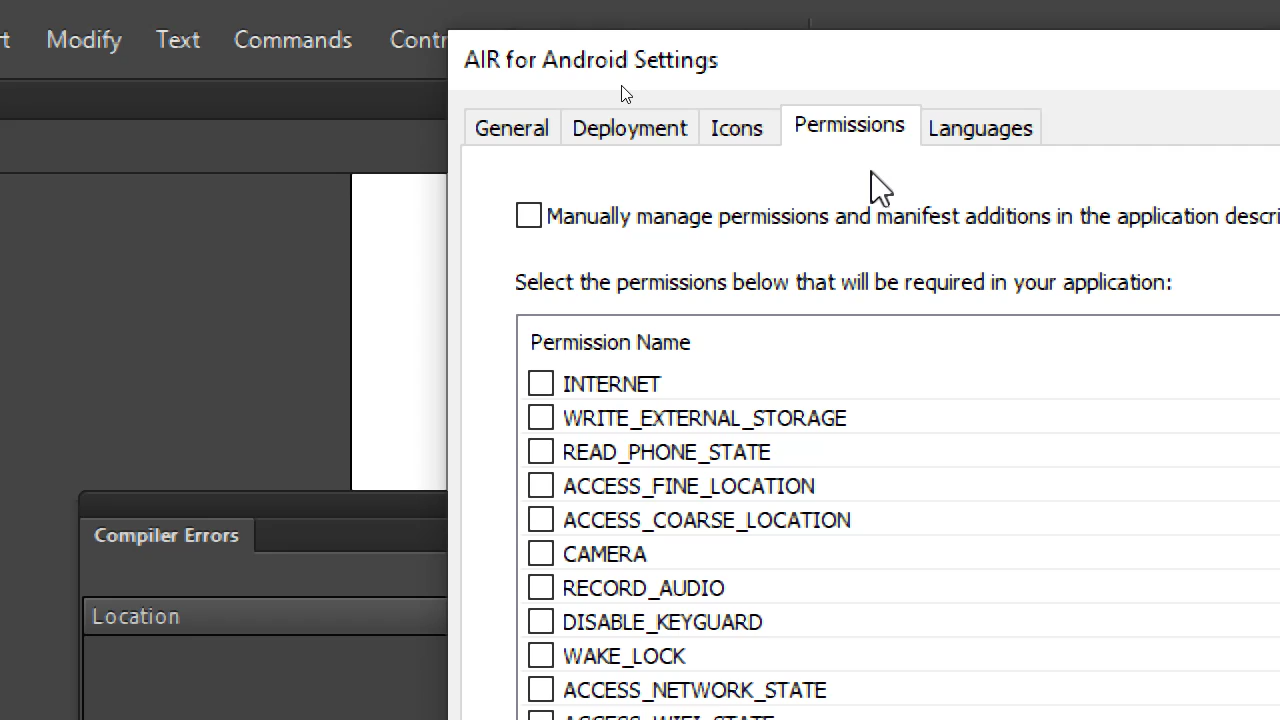 Modify Text Commands
AIR for Android Settings
General Deployment Icons Permissions Languages
Manually manage permissions and manifest additions in the application
Select the permissions below that will be required in your application:
Permission Name
INTERNET
WRITE_EXTERNAL_STORAGE
READ_PHONE_STATE
ACCESS_FINE_LOCATION
ACCESS_COARSE_LOCATION
CAMERA
RECORD_AUDIO
DISABLE_KEYGUARD
WAKE_LOCK
ACCESS_NETWORK_STATE
Compiler Errors
Location